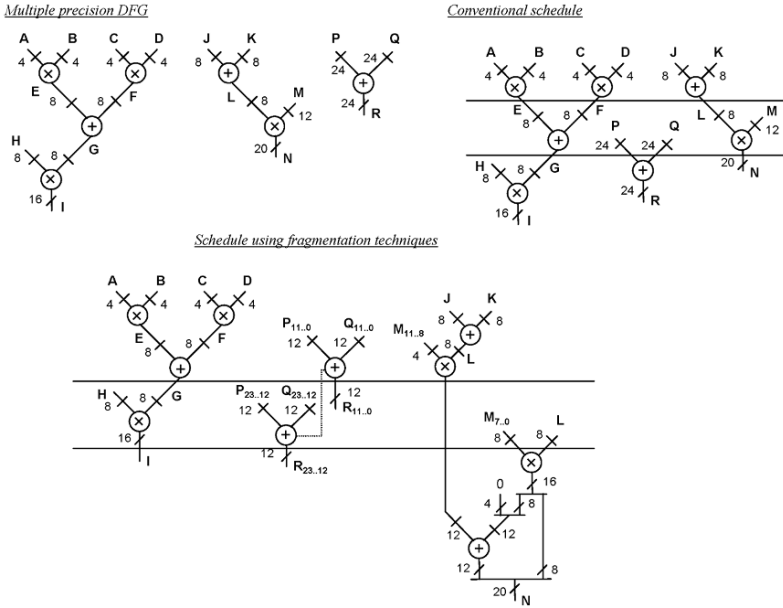 Multiple precision DFG
Conventional schedule
A B C D J K P Q
4 4 4 4 8 8 24 24
E F L M R
8 8 8 12 24
G
H
8 8 20 N
16 I
A B C D J K
4 4 4 4 8 8
E F L M
8 8 P Q 8 12
24 24
H G 20 N
8 8
24 R
16 I
Schedule using fragmentation techniques
A B C D J K
4 4 4 4 P11..0 Q11..0 M11..8 8 8
E F 12 12 4 8 L
8 8
H G P23..12 Q23..12 12
8 8 12 12 R11..0 M7..0 L
16 8 8
I 12 R23..12
0 16
4 8
12 12
12 8
20 N